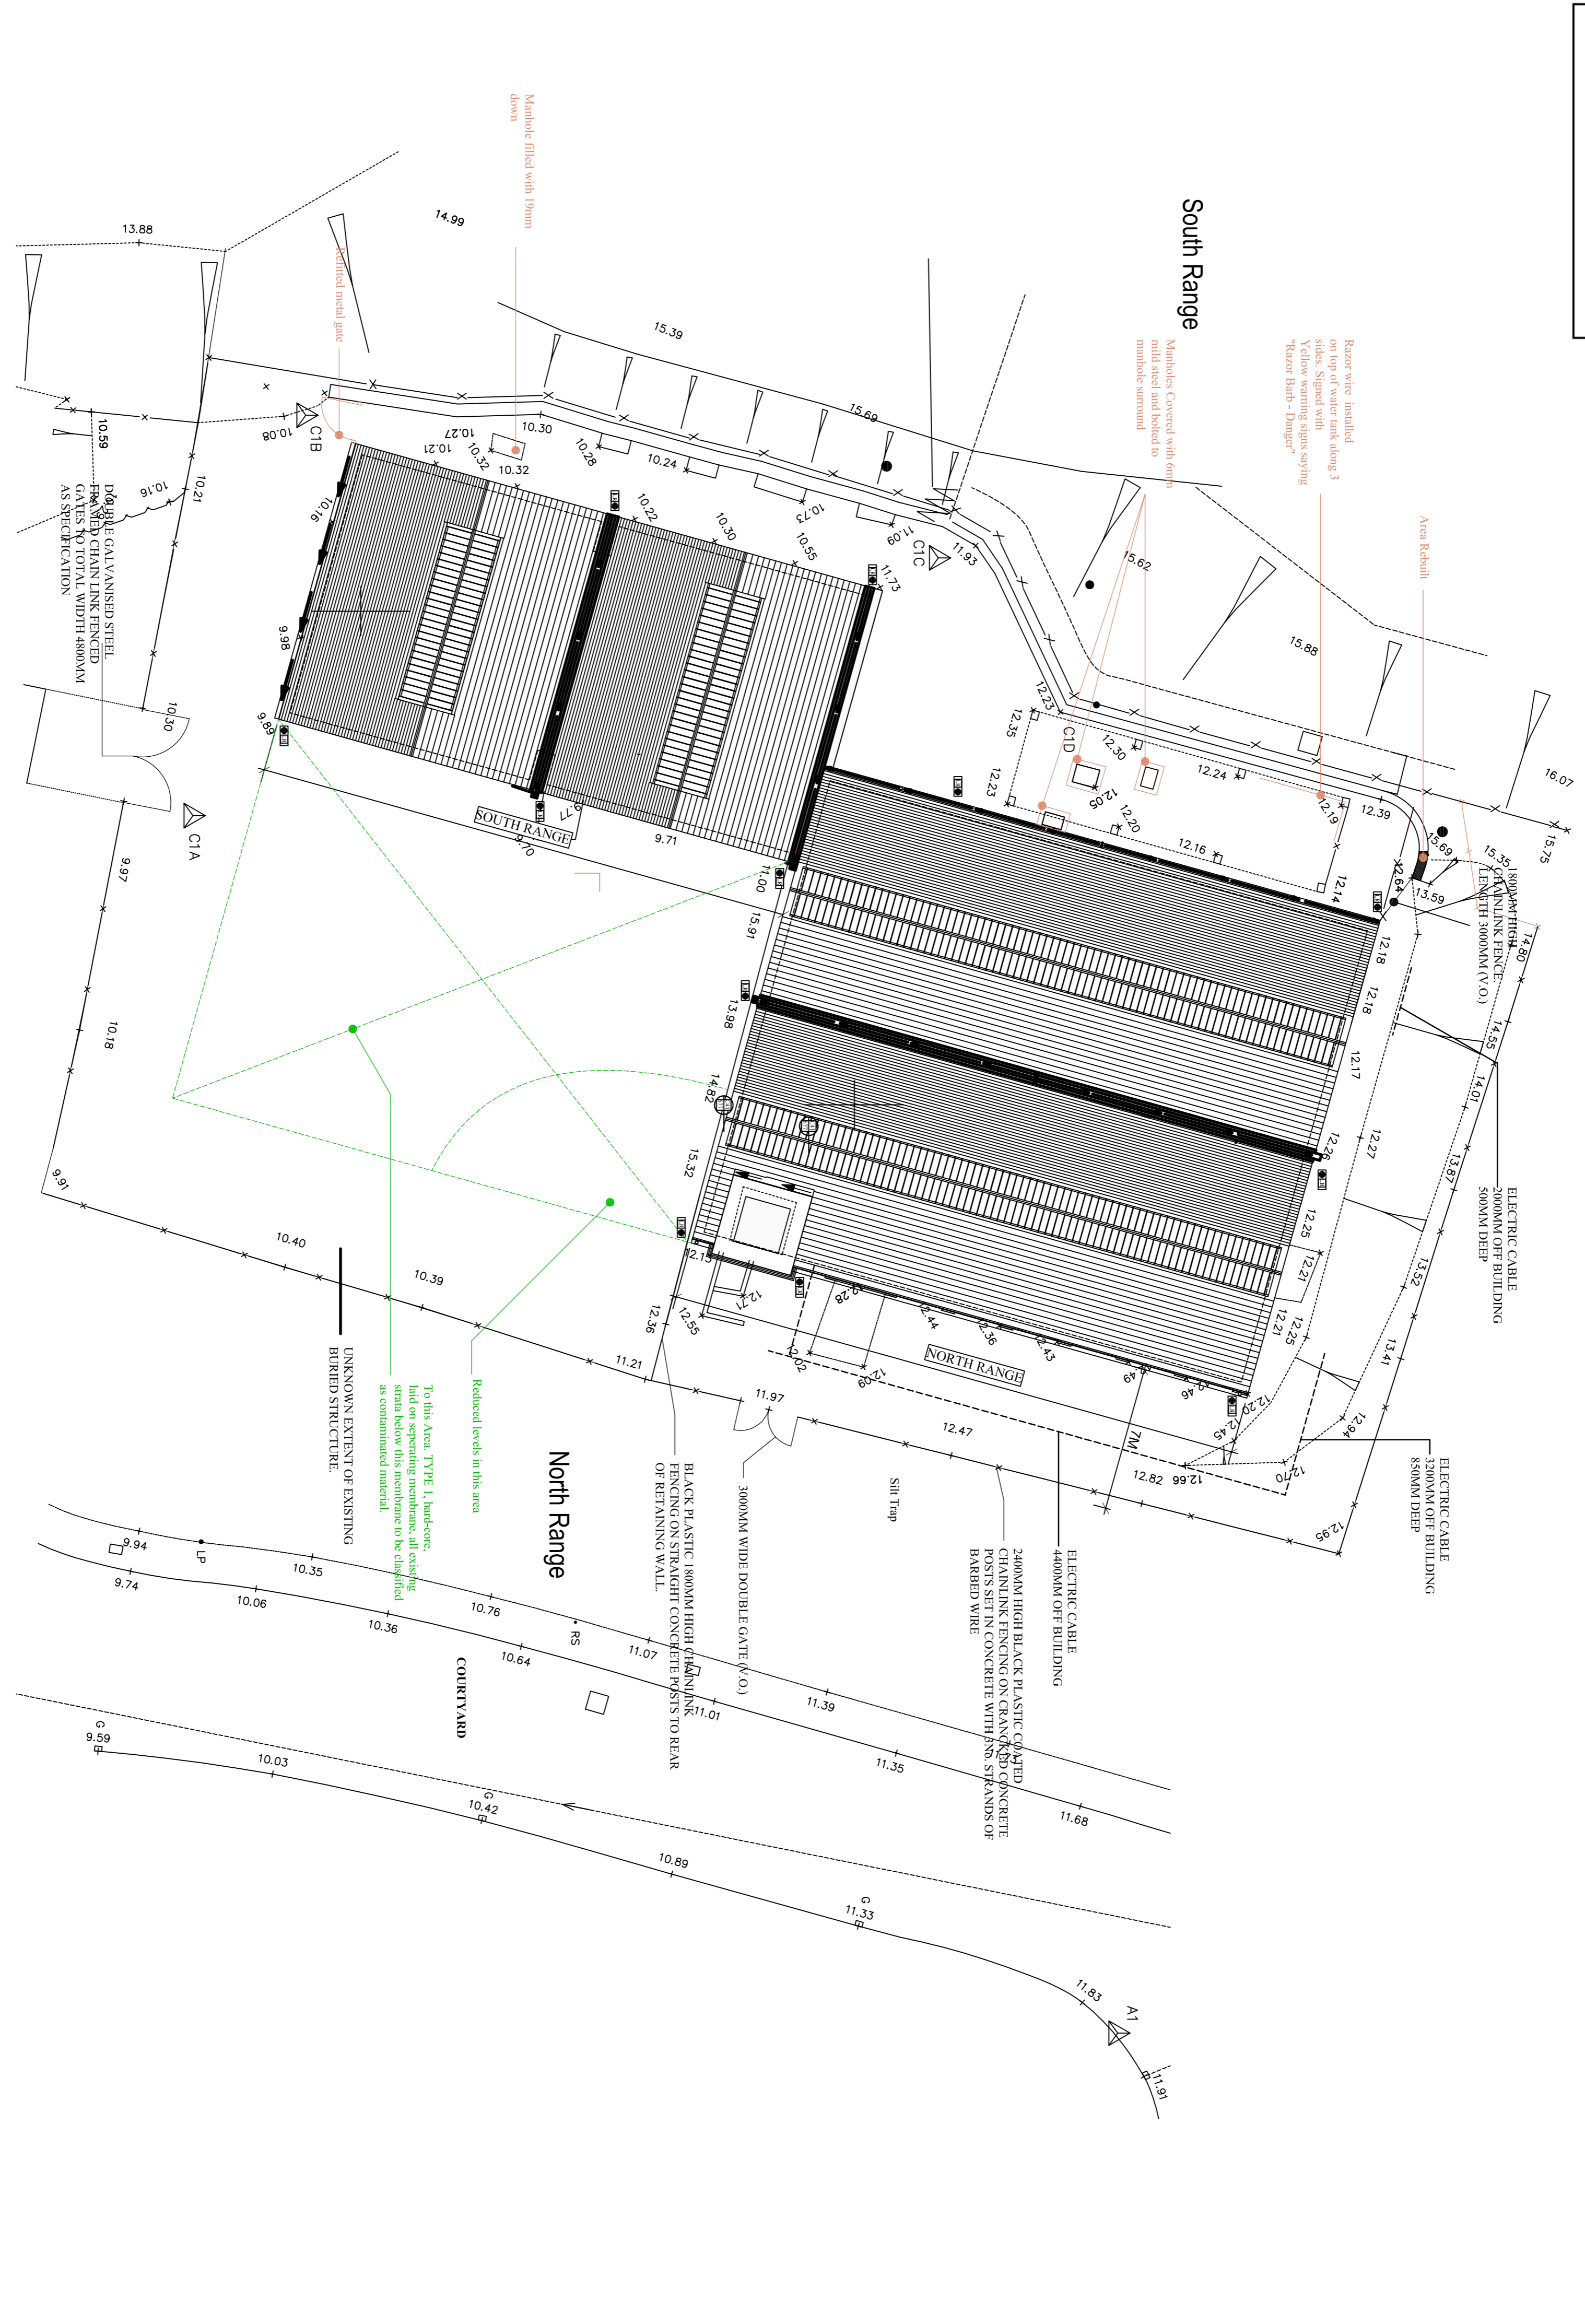 South Range
Manhole filled with 19mm
down
Refitted metal gate
14.99
13.88
15.39
15.69
Razor wire installed
on top of water tank along 3
sides. Signed with
Yellow warning signs saying
"Razor Barb - Danger"
Manholes Covered with 6mm
mild steel and bolted to
manhole surround
Area Rebuilt
15.62
15.88
16.07
15.75
15.69
15.35
13.59
14.80
1800MM HIGH
CHAINLINK FENCE.
LENGTH 3000MM (V.O.)
C1B
10.08
10.59
10.16
10.21
DOUBLE GALVANISED STEEL
FRAMED CHAIN LINK FENCED
GATES TO TOTAL WIDTH 4800MM
AS SPECIFICATION
10.30
10.27
10.21
10.32
10.32
10.30
10.28
10.24
10.73
11.09
C1C
11.93
10.22
10.30
10.55
11.73
10.16
9.98
9.89
12.23
12.35
12.23
C1D
12.30
12.05
12.20
12.24
12.16
12.19
12.14
12.39
12.64
12.18
12.18
12.17
12.26
12.27
12.25
12.21
12.21
12.25
14.55
14.01
13.87
13.52
13.41
12.94
12.95
ELECTRIC CABLE
2000MM OFF BUILDING
500MM DEEP
ELECTRIC CABLE
3200MM OFF BUILDING
850MM DEEP
SOUTH RANGE
9.77
9.70
9.71
11.00
15.91
13.98
14.82
15.32
C1A
9.97
10.18
9.91
10.40
10.39
11.21
12.15
12.71
12.55
12.36
12.28
12.02
12.09
12.44
12.36
12.43
12.49
12.46
12.20
12.45
12.70
12.66
12.82
7M
NORTH RANGE
11.97
12.47
UNKNOWN EXTENT OF EXISTING
BURIED STRUCTURE.
To this Area. TYPE 1, hard-core,
laid on seperating membrane, all existing
strata below this membrane to be classified
as contaminated material.
Reduced levels in this area
North Range
BLACK PLASTIC 1800MM HIGH CHAINLINK
FENCING ON STRAIGHT CONCRETE POSTS TO REAR
OF RETAINING WALL.
3000MM WIDE DOUBLE GATE (V.O.)
Silt Trap
2400MM HIGH BLACK PLASTIC COATED
CHAINLINK FENCING ON CRANCKED CONCRETE
POSTS SET IN CONCRETE WITH 3NO. STRANDS OF
BARBED WIRE
ELECTRIC CABLE
4400MM OFF BUILDING
9.94
LP
10.35
10.76
RS
11.07
11.39
9.74
10.06
10.36
10.64
11.01
11.35
11.68
COURTYARD
G
9.59
10.03
G
10.42
10.89
G
11.33
11.83
A1
11.91